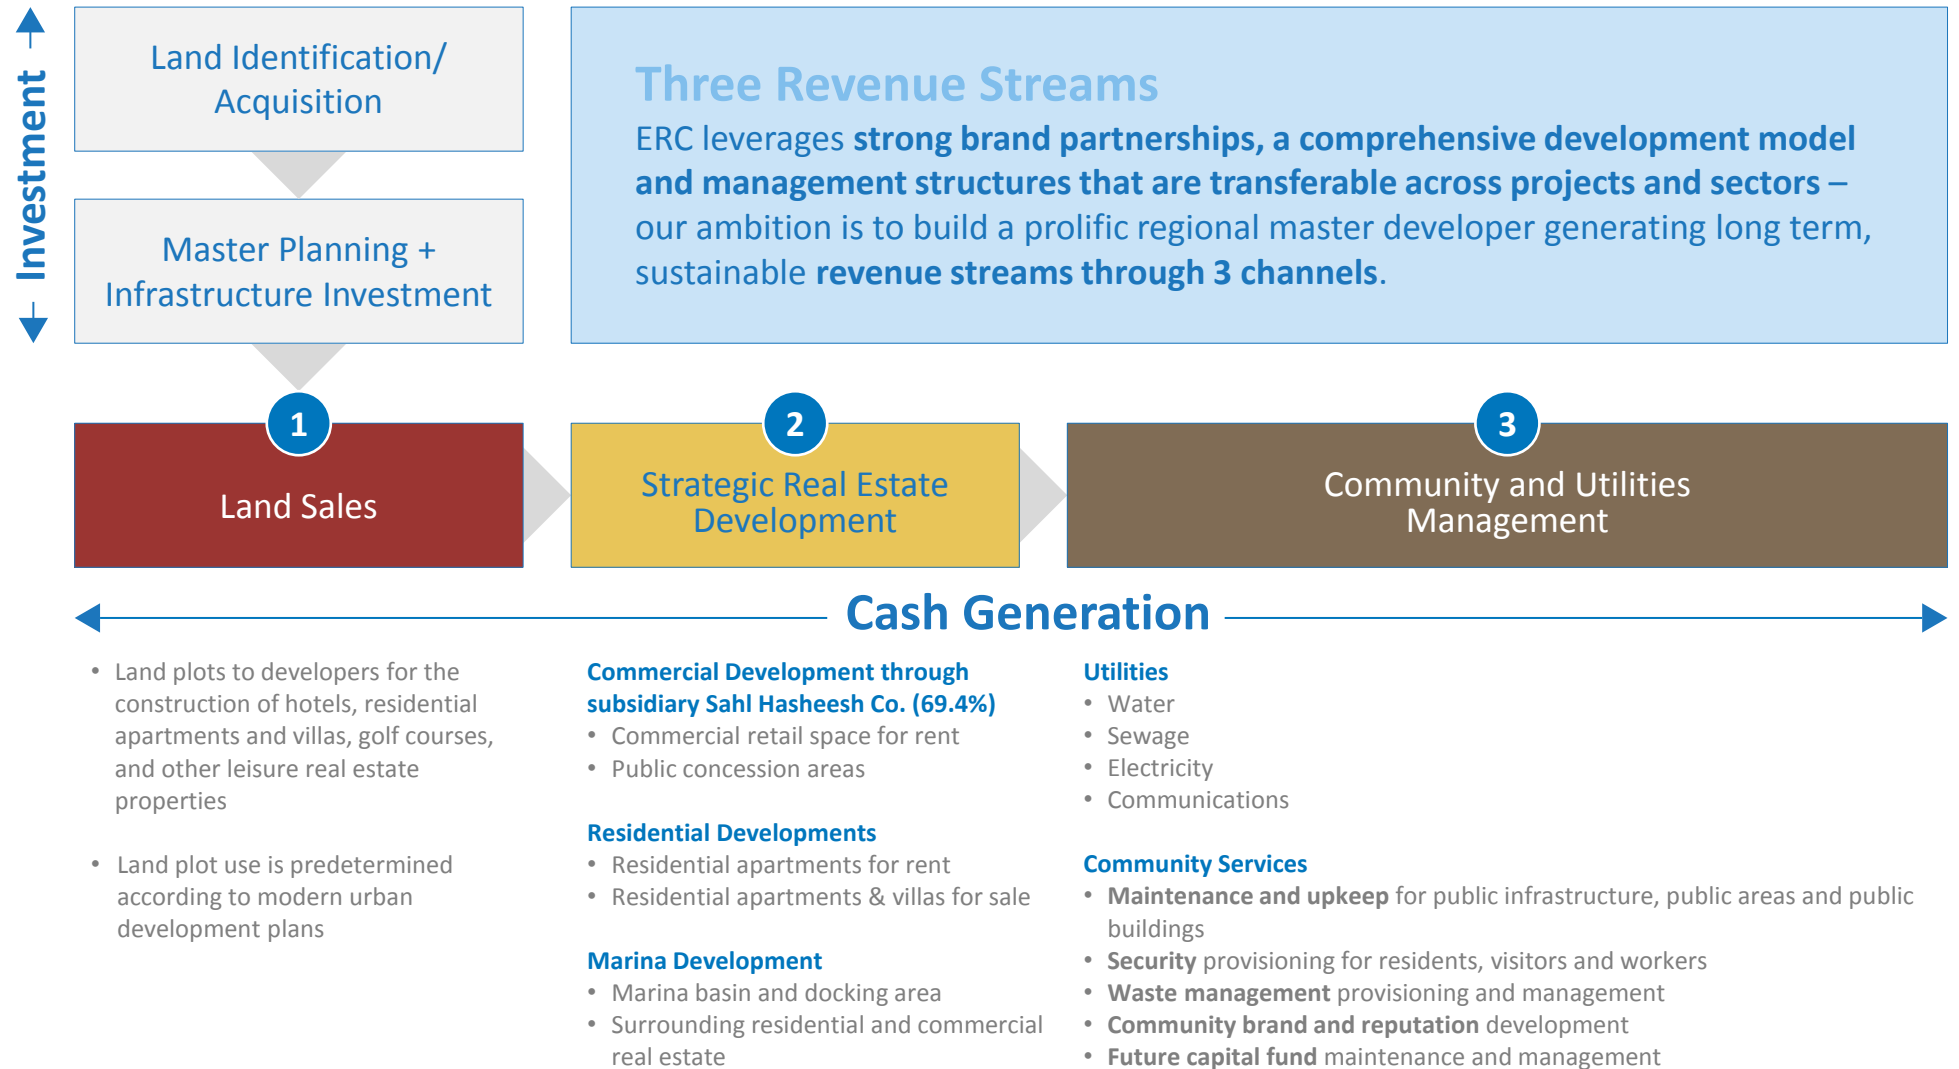 Investment
Land Identification/
Acquisition
Master Planning +
Infrastructure Investment
Three Revenue Streams
ERC leverages strong brand partnerships, a comprehensive development model
and management structures that are transferable across projects and sectors –
our ambition is to build a prolific regional master developer generating long term,
sustainable revenue streams through 3 channels.
1
Land Sales
2
Strategic Real Estate
Development
3
Community and Utilities
Management
Cash Generation
• Land plots to developers for the
construction of hotels, residential
apartments and villas, golf courses,
and other leisure real estate
properties
• Land plot use is predetermined
according to modern urban
development plans
Commercial Development through
subsidiary Sahl Hasheesh Co. (69.4%)
• Commercial retail space for rent
• Public concession areas
Residential Developments
• Residential apartments for rent
• Residential apartments & villas for sale
Marina Development
• Marina basin and docking area
• Surrounding residential and commercial
real estate
Utilities
• Water
• Sewage
• Electricity
• Communications
Community Services
• Maintenance and upkeep for public infrastructure, public areas and public
buildings
• Security provisioning for residents, visitors and workers
• Waste management provisioning and management
• Community brand and reputation development
• Future capital fund maintenance and management